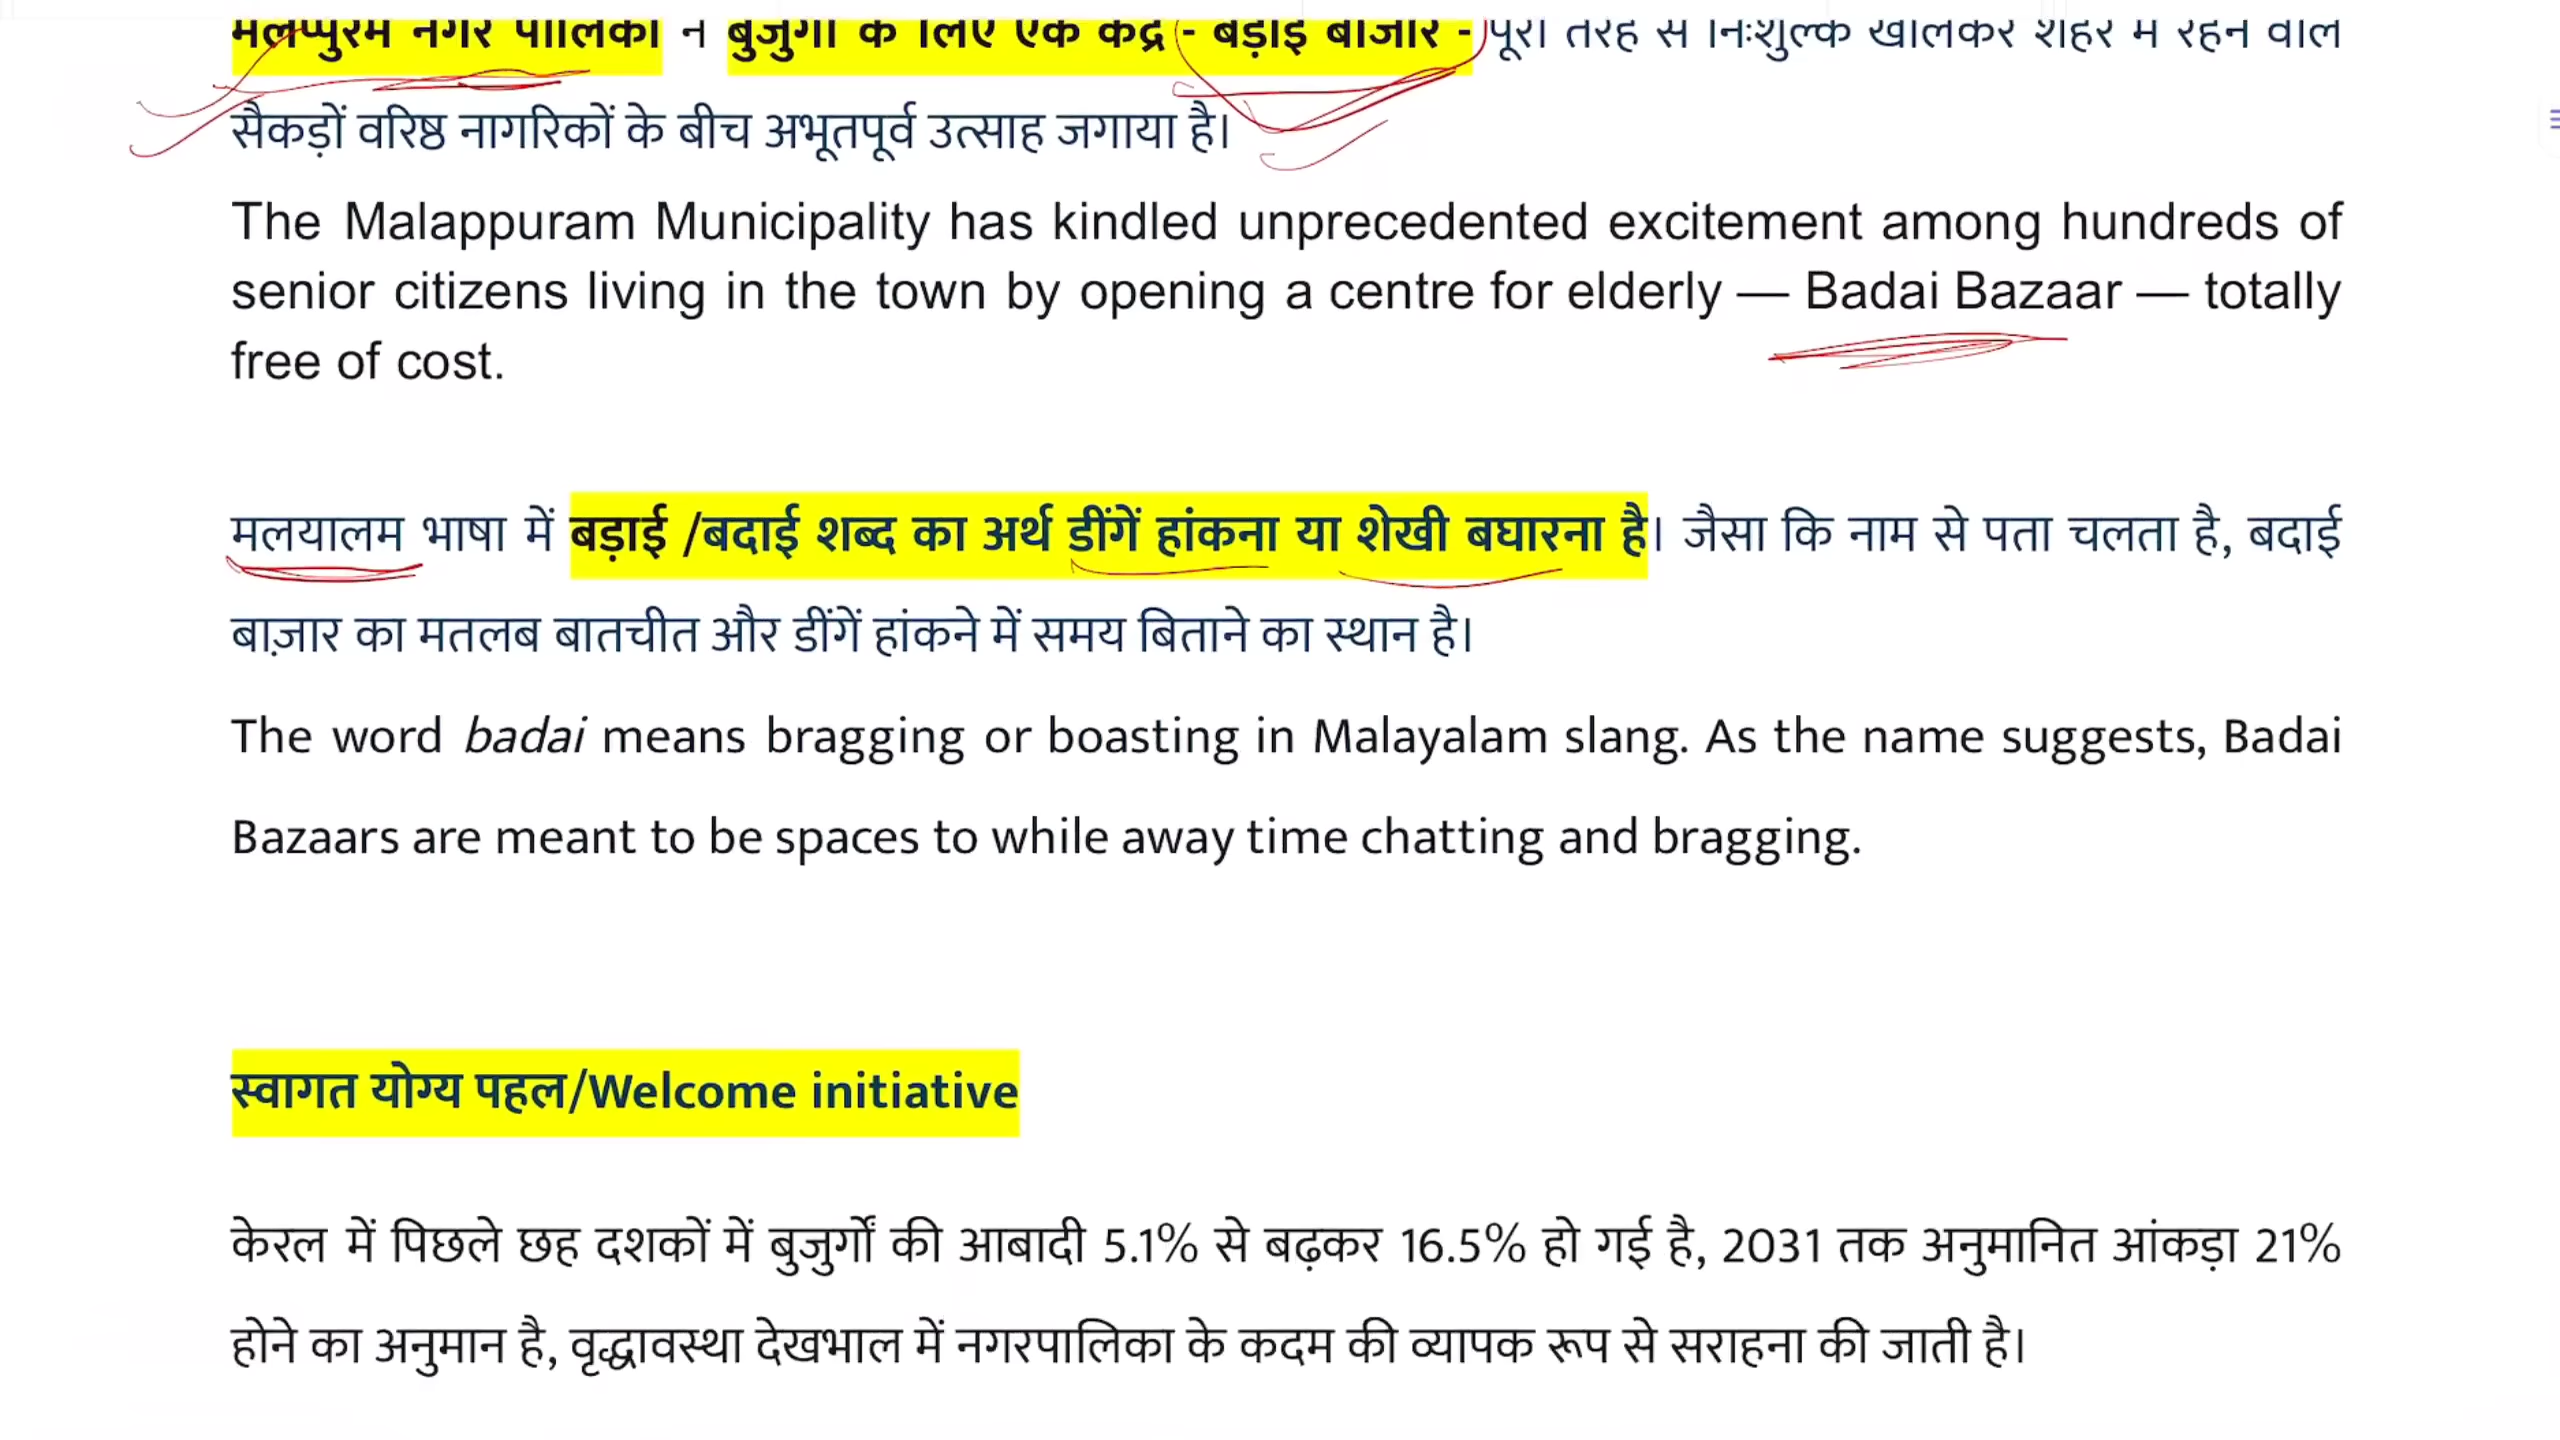 मलप्पुरम नगर पालिका ने बुजुर्गों के लिए एक केंद्र - बड़ाई बाजार - पूरी तरह से निःशुल्क खोलकर शहर में रहने वाले
सैकड़ों वरिष्ठ नागरिकों के बीच अभूतपूर्व उत्साह जगाया है।
The Malappuram Municipality has kindled unprecedented excitement among hundreds of
senior citizens living in the town by opening a centre for elderly — Badai Bazaar — totally
free of cost.
मलयालम भाषा में बड़ाई /बदाई शब्द का अर्थ डींगें हांकना या शेखी बघारना है। जैसा कि नाम से पता चलता है, बदाई
बाज़ार का मतलब बातचीत और डींगें हांकने में समय बिताने का स्थान है।
The word badai means bragging or boasting in Malayalam slang. As the name suggests, Badai
Bazaars are meant to be spaces to while away time chatting and bragging.
स्वागत योग्य पहल/Welcome initiative
केरल में पिछले छह दशकों में बुजुर्गों की आबादी 5.1% से बढ़कर 16.5% हो गई है, 2031 तक अनुमानित आंकड़ा 21%
होने का अनुमान है, वृद्धावस्था देखभाल में नगरपालिका के कदम की व्यापक रूप से सराहना की जाती है।